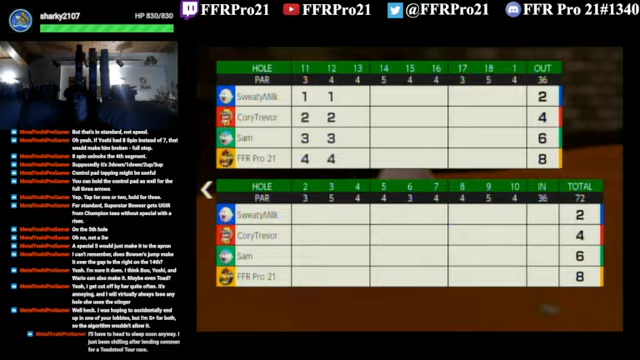 sharky2107 HP 830/830
FFRPro21 FFRPro21 @FFRPro21 FFR Pro 21#1340
HOLE 11 12 13 14 15 16 17 18 1 OUT
PAR 3 4 4 5 4 4 3 5 4 36
SweatyMilk 1 1 2
CoryTrevor 2 2 4
Sam 3 3 6
FFR Pro 21 4 4 8
HOLE 2 3 4 5 6 7 8 9 10 IN TOTAL
PAR 3 5 4 4 3 4 4 5 4 36 72
SweatyMilk 2
CoryTrevor 4
Sam 6
FFR Pro 21 8
MetalYoshiProGamer But that's in standard, not speed.
MetalYoshiProGamer Oh yeah. If Yoshi had 8 Spin instead of 7, that
would make him broken - full stop.
MetalYoshiProGamer 8 spin unlocks the 4th segment.
MetalYoshiProGamer Supposedly it's 3down/1down/2up/3up
MetalYoshiProGamer Control pad tapping might be useful
MetalYoshiProGamer You can hold the control pad as well for the
full three arrows
MetalYoshiProGamer Yep. Tap for one or two, hold for three.
MetalYoshiProGamer For standard, Superstar Bowser gets UGIR
from Champion tees without special with a
riser.
MetalYoshiProGamer On the 5th hole
MetalYoshiProGamer Oh no, not a Sw
MetalYoshiProGamer A special S would just make it to the apron
MetalYoshiProGamer I can't remember, does Bowser's jump make
it over the gap to the right on the 14th?
MetalYoshiProGamer Yeah. I'm sure it does. I think Boo, Yoshi, and
Wario can also make it. Maybe even Toad?
MetalYoshiProGamer Yeah, I get cut off by her quite often. It's
annoying, and I will virtually always lose any
hole she uses the stinger
MetalYoshiProGamer Well heck. I was hoping to accidentally end
up in one of your lobbies, but I'm D+ for both,
so the algorithm wouldn't allow it.
MetalYoshiProGamer I'll have to head to sleep soon anyway. I
just been chilling after lending commen
for a Toadstool Tour race.